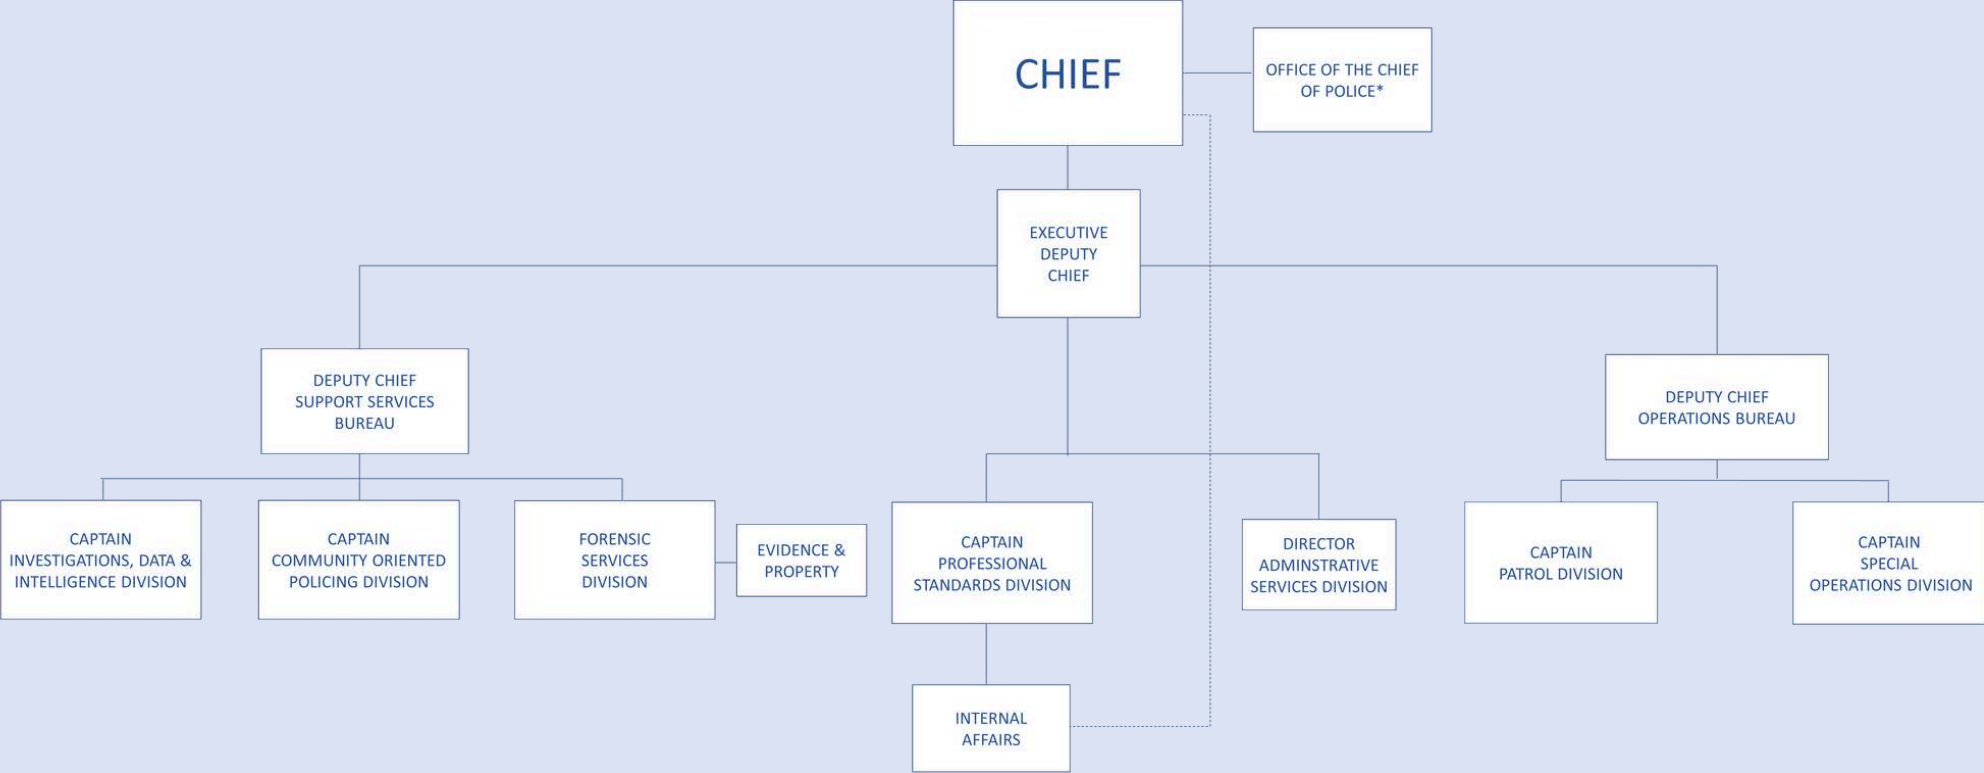 CHIEF
OFFICE OF THE CHIEF
OF POLICE*
EXECUTIVE
DEPUTY
CHIEF
DEPUTY CHIEF
SUPPORT SERVICES
BUREAU
DEPUTY CHIEF
OPERATIONS BUREAU
CAPTAIN
INVESTIGATIONS, DATA &
INTELLIGENCE DIVISION
CAPTAIN
COMMUNITY ORIENTED
POLICING DIVISION
FORENSIC
SERVICES
DIVISION
EVIDENCE &
PROPERTY
CAPTAIN
PROFESSIONAL
STANDARDS DIVISION
DIRECTOR
ADMINSTRATIVE
SERVICES DIVISION
CAPTAIN
PATROL DIVISION
CAPTAIN
SPECIAL
OPERATIONS DIVISION
INTERNAL
AFFAIRS